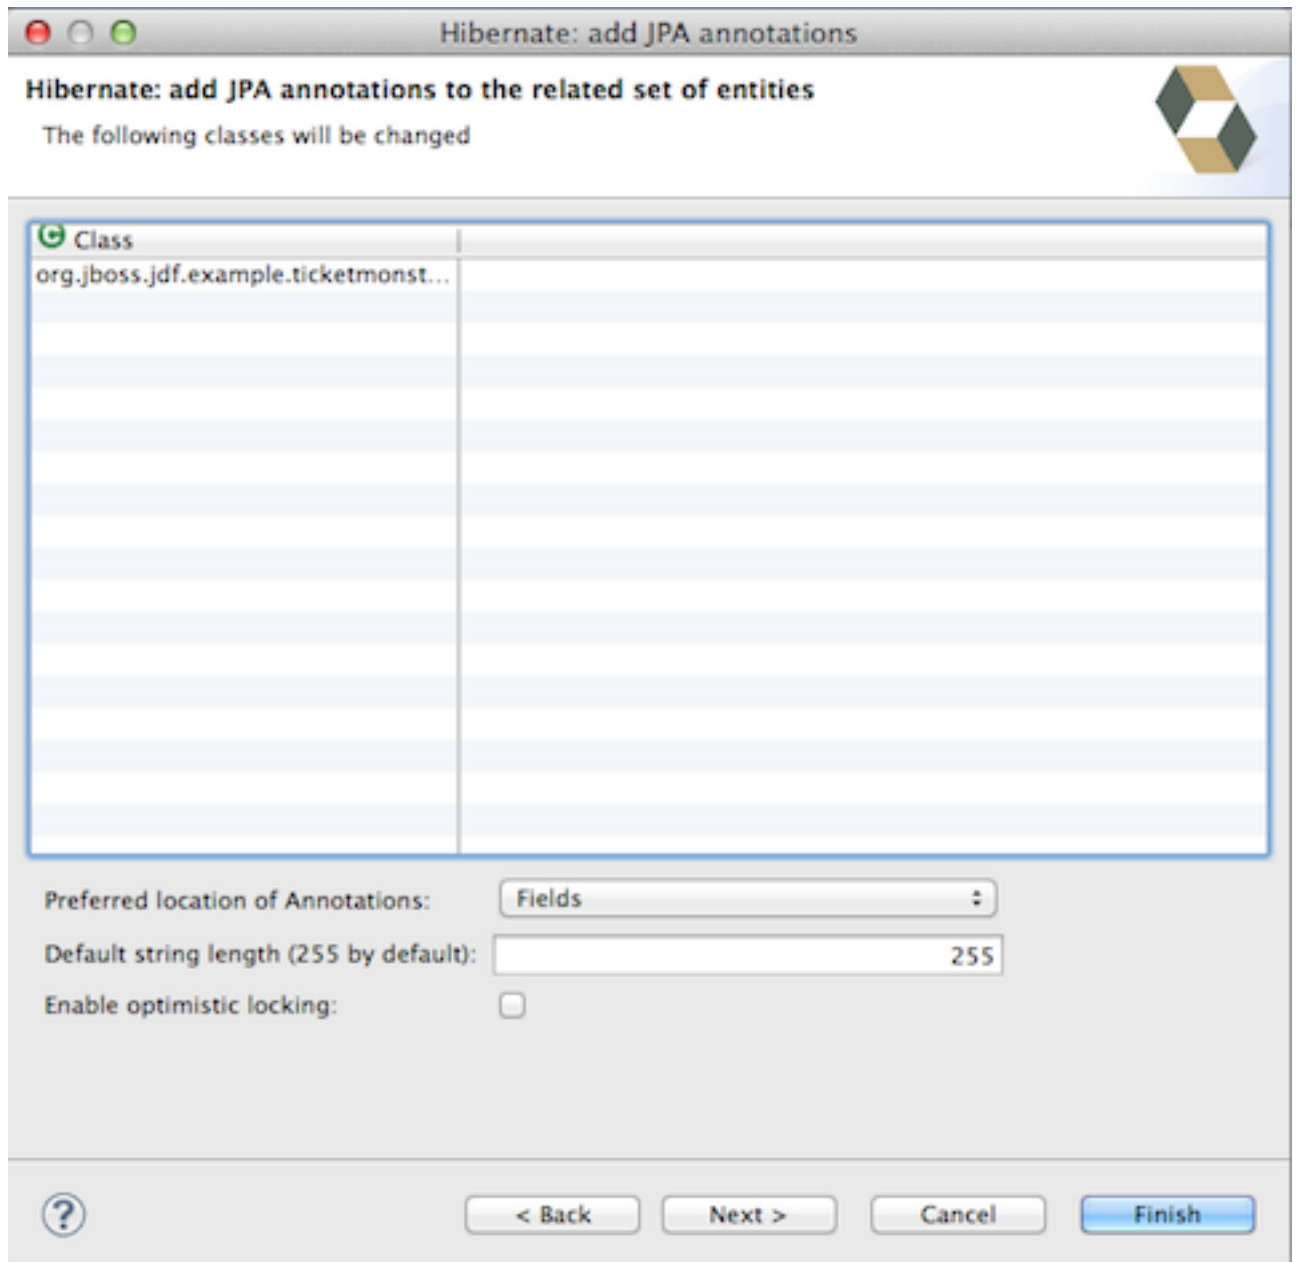 Hibernate: add JPA annotations
Hibernate: add JPA annotations to the related set of entities
The following classes will be changed
C Class
org.jboss.jdf.example.ticketmonst...
Preferred location of Annotations: Fields
Default string length (255 by default): 255
Enable optimistic locking:
? < Back Next > Cancel Finish